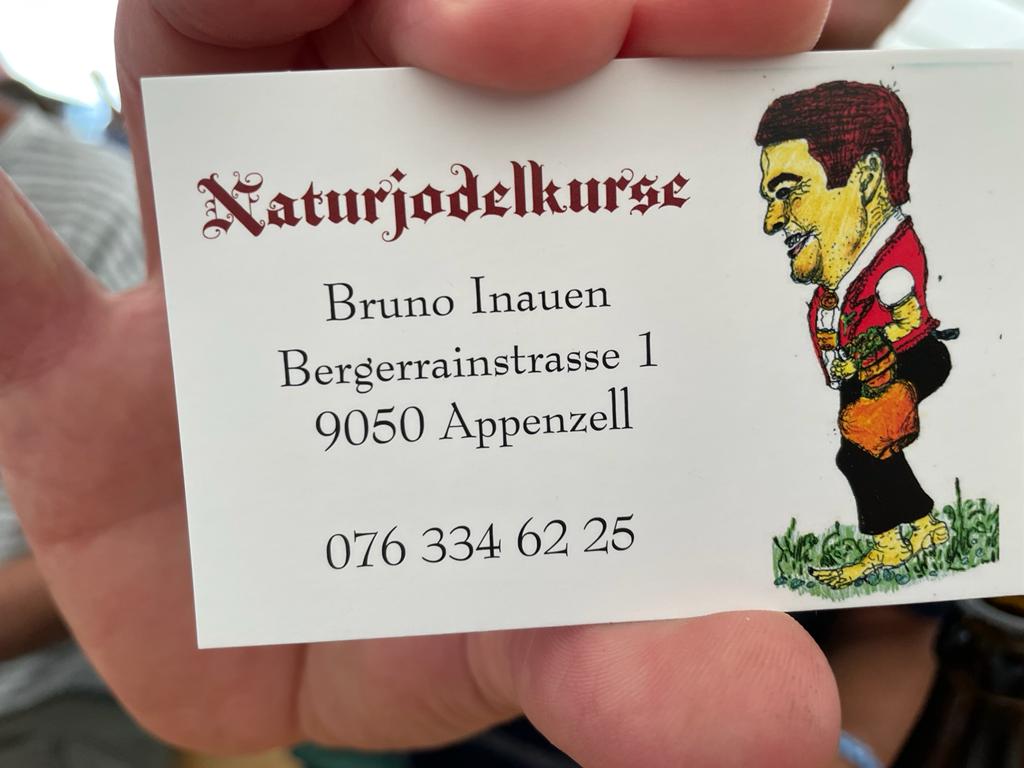 Naturjodelkurse
Bruno Inauen
Bergerrainstrasse 1
9050 Appenzell
076 334 62 25